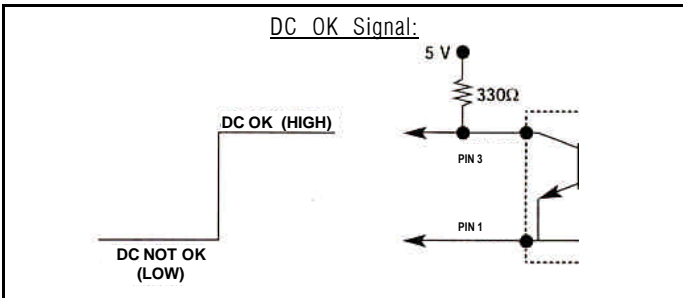 DC OK Signal:
5 V
330Ω
DC OK (HIGH)
PIN 3
PIN 1
DC NOT OK
(LOW)